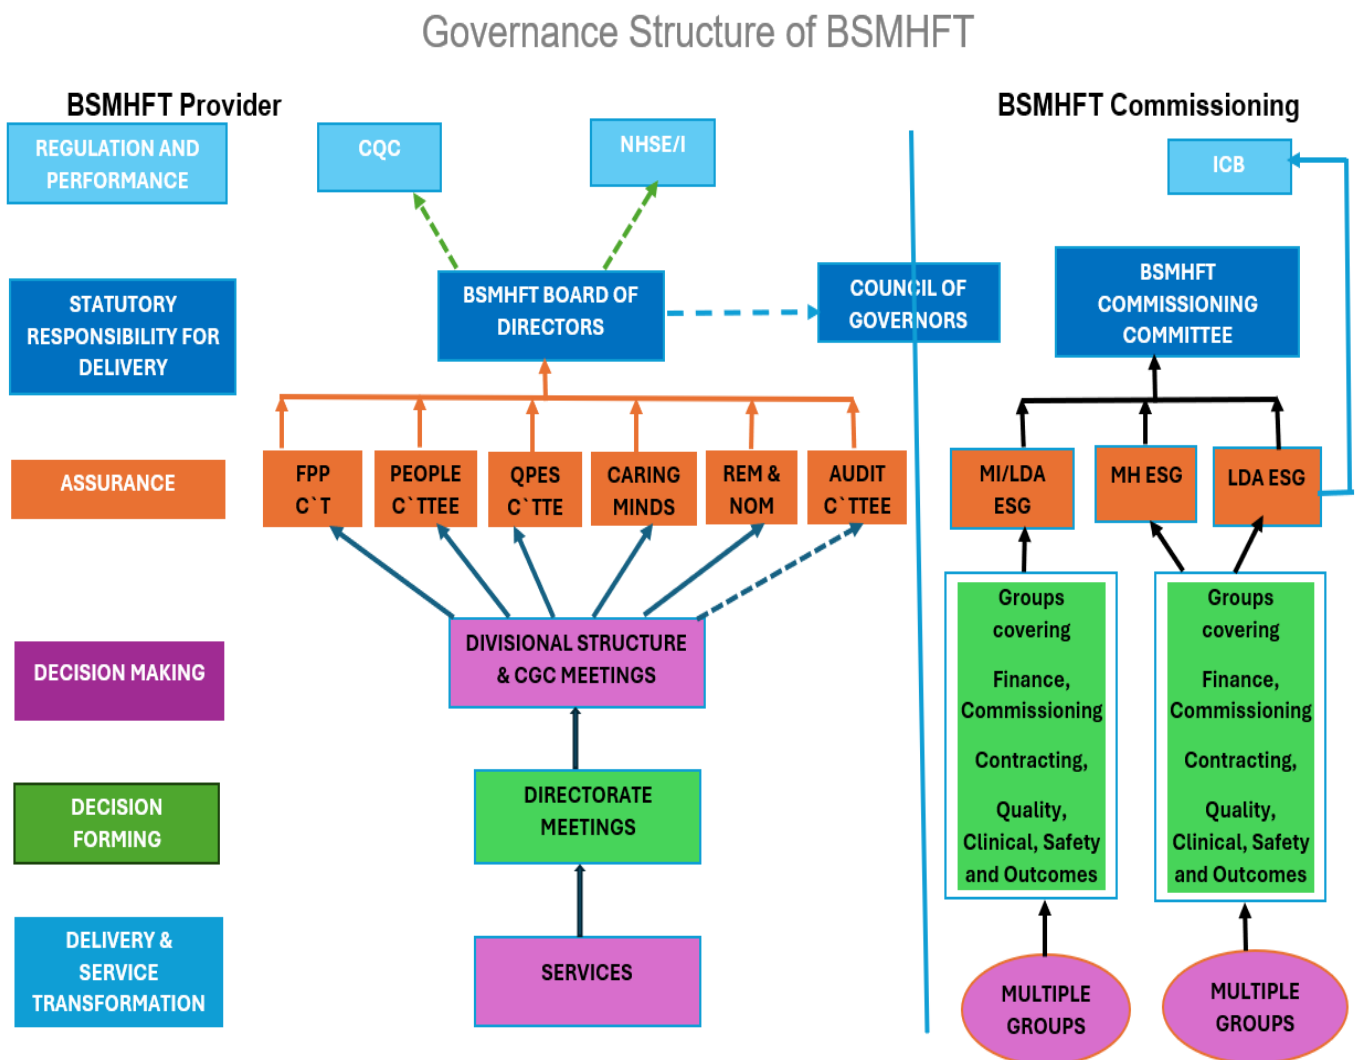 Governance Structure of BSMHFT
BSMHFT Provider
BSMHFT Commissioning
REGULATION AND
PERFORMANCE
CQC
NHSE/I
ICB
STATUTORY
RESPONSIBILITY FOR
DELIVERY
BSMHFT BOARD OF
DIRECTORS
COUNCIL OF
GOVERNORS
BSMHFT
COMMISSIONING
COMMITTEE
ASSURANCE
FPP
C`T
PEOPLE
C`TTEE
QPES
C`TTE
CARING
MINDS
REM &
NOM
AUDIT
C`TTEE
MI/LDA
ESG
MH ESG
LDA ESG
DECISION MAKING
DIVISIONAL STRUCTURE
& CGC MEETINGS
Groups
covering
Finance,
Commissioning
Contracting,
Quality,
Clinical, Safety
and Outcomes
Groups
covering
Finance,
Commissioning
Contracting,
Quality,
Clinical, Safety
and Outcomes
DECISION
FORMING
DIRECTORATE
MEETINGS
DELIVERY &
SERVICE
TRANSFORMATION
SERVICES
MULTIPLE
GROUPS
MULTIPLE
GROUPS